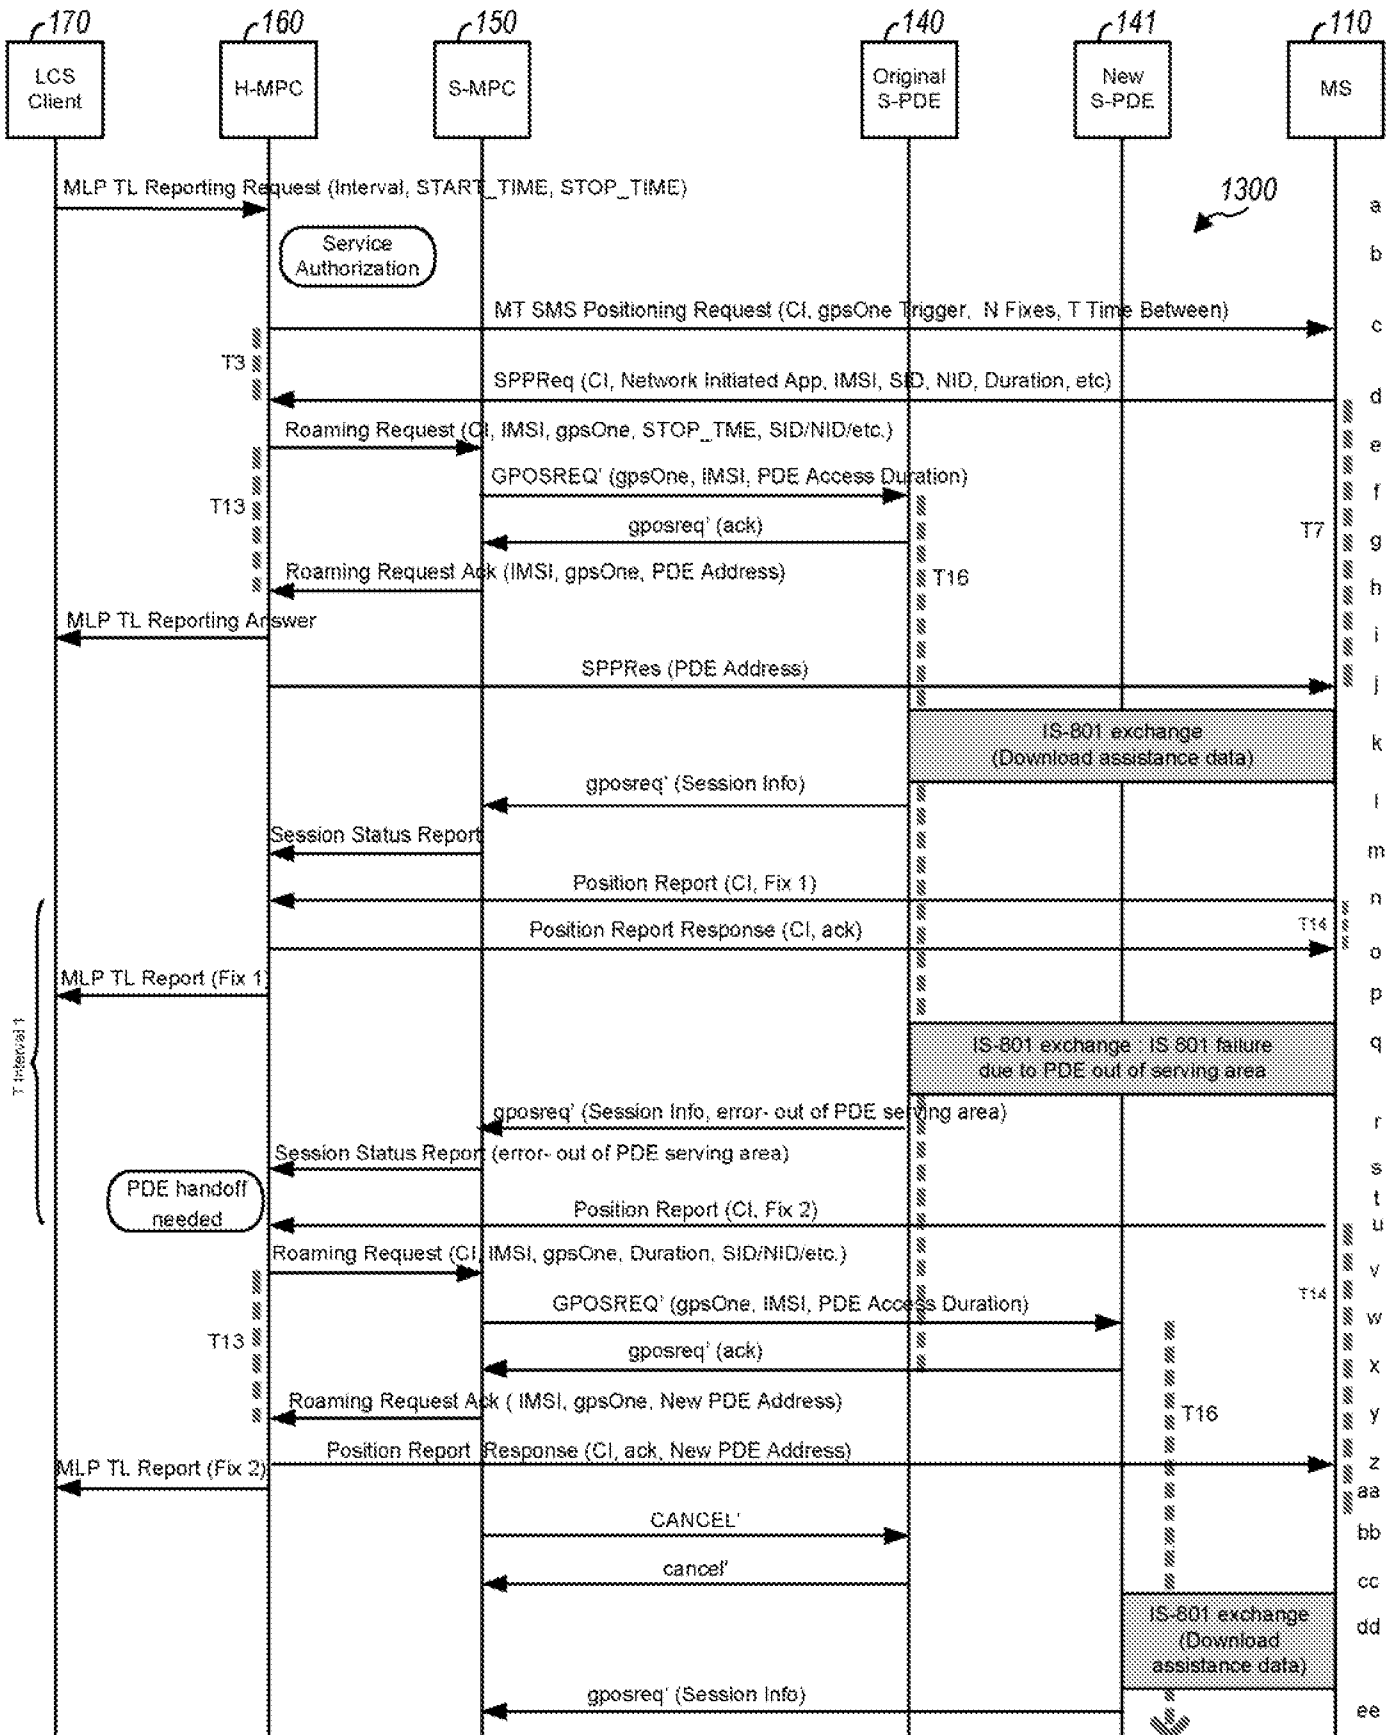 170
160
150
140
141
110
LCS
Client
H-MPC
S-MPC
Original
S-PDE
New
S-PDE
MS
MLP TL Reporting Request (Interval, START_TIME, STOP_TIME)
1300
a
Service
Authorization
b
MT SMS Positioning Request (CI, gpsOne Trigger, N Fixes, T Time Between)
c
T3
SPPReq (CI, Network Initiated App, IMSI, SID, NID, Duration, etc)
d
Roaming Request (CI, IMSI, gpsOne, STOP_TME, SID/NID/etc.)
e
GPOSREQ' (gpsOne, IMSI, PDE Access Duration)
f
T13
gposreq' (ack)
T7
g
Roaming Request Ack (IMSI, gpsOne, PDE Address)
T16
h
MLP TL Reporting Answer
i
SPPRes (PDE Address)
j
IS-801 exchange
(Download assistance data)
k
gposreq' (Session Info)
l
Session Status Report
m
Position Report (CI, Fix 1)
n
Position Report Response (CI, ack)
T14
o
MLP TL Report (Fix 1)
p
T Interval 1
IS-801 exchange : IS 801 failure
due to PDE out of serving area
q
gposreq' (Session Info, error- out of PDE serving area)
r
Session Status Report (error- out of PDE serving area)
s
PDE handoff
needed
t
Position Report (CI, Fix 2)
u
Roaming Request (CI, IMSI, gpsOne, Duration, SID/NID/etc.)
v
T14
GPOSREQ' (gpsOne, IMSI, PDE Access Duration)
w
T13
gposreq' (ack)
x
Roaming Request Ack ( IMSI, gpsOne, New PDE Address)
T16
y
Position Report Response (CI, ack, New PDE Address)
z
MLP TL Report (Fix 2)
aa
CANCEL'
bb
cancel'
cc
IS-801 exchange
(Download
assistance data)
dd
gposreq' (Session Info)
ee